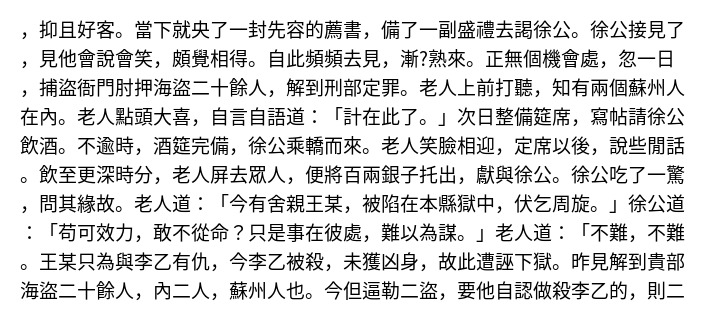 ，抑且好客。當下就央了一封先容的薦書，備了一副盛禮去謁徐公。徐公接見了
，見他會說會笑，頗覺相得。自此頻頻去見，漸?熟來。正無個機會處，忽一日
，捕盜衙門肘押海盜二十餘人，解到刑部定罪。老人上前打聽，知有兩個蘇州人
在內。老人點頭大喜，自言自語道：「計在此了。」次日整備筵席，寫帖請徐公
飲酒。不逾時，酒筵完備，徐公乘轎而來。老人笑臉相迎，定席以後，說些閒話
。飲至更深時分，老人屏去眾人，便將百兩銀子托出，獻與徐公。徐公吃了一驚
，問其緣故。老人道：「今有舍親王某，被陷在本縣獄中，伏乞周旋。」徐公道
：「苟可效力，敢不從命？只是事在彼處，難以為謀。」老人道：「不難，不難
。王某只為與李乙有仇，今李乙被殺，未獲凶身，故此遭誣下獄。昨見解到貴部
海盜二十餘人，內二人，蘇州人也。今但逼勒二盜，要他自認做殺李乙的，則二